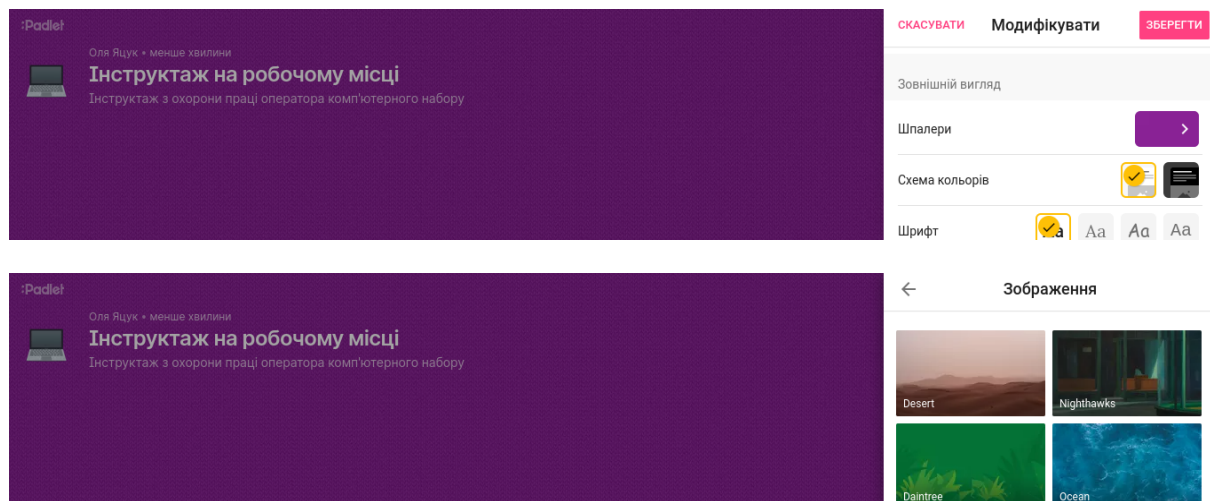 :Padlet
СКАСУВАТИ Модифікувати ЗБЕРЕГТИ
Оля Яцук • менше хвилини
Інструктаж на робочому місці
Інструктаж з охорони праці оператора комп'ютерного набору
Зовнішній вигляд
Шпалери
Схема кольорів
Шрифт Aa Aa Aa
:Padlet
Зображення
Оля Яцук • менше хвилини
Інструктаж на робочому місці
Інструктаж з охорони праці оператора комп'ютерного набору
Desert Nighthawks
Daintree Ocean